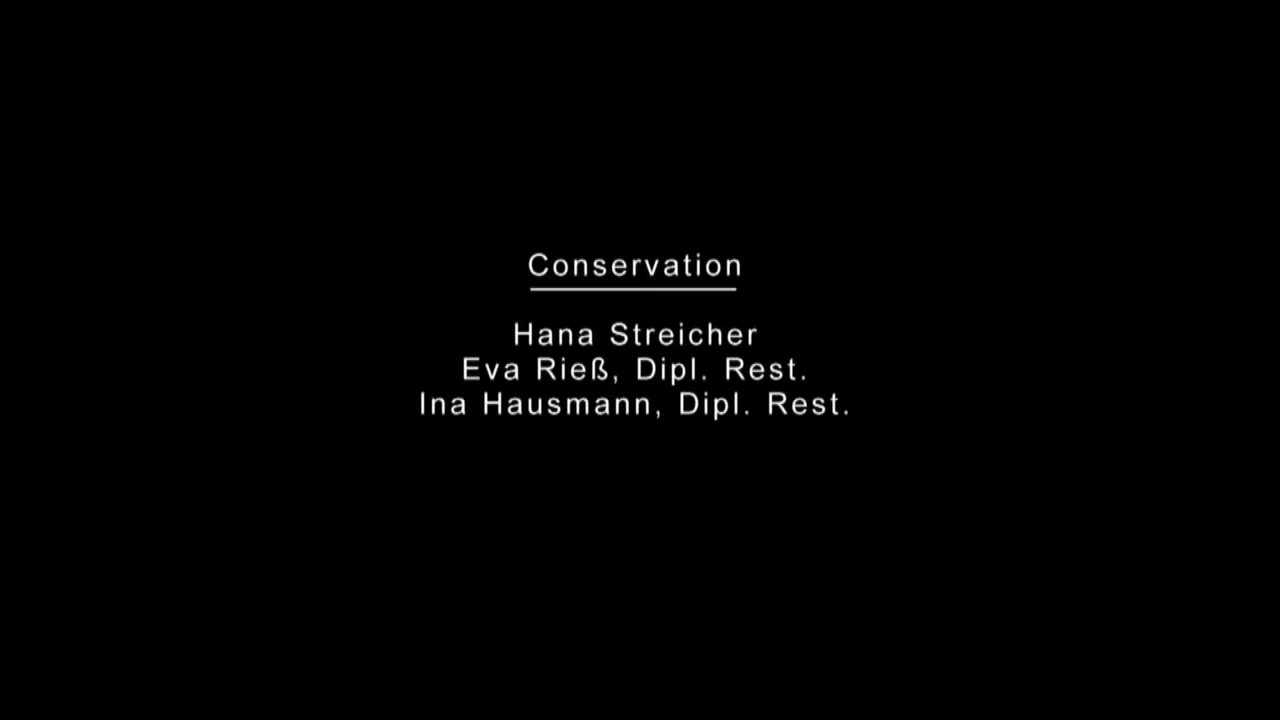 Conservation
Hana Streicher
Eva Rieß, Dipl. Rest.
Ina Hausmann, Dipl. Rest.